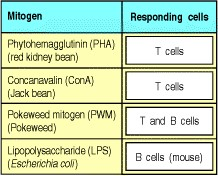 Mitogen Responding cells
Phytohemagglutinin (PHA)
(red kidney bean)
T cells
Concanavalin (ConA)
(Jack bean)
T cells
Pokeweed mitogen (PWM)
(Pokeweed)
T and B cells
Lipopolysaccharide (LPS)
(Escherichia coli)
B cells (mouse)